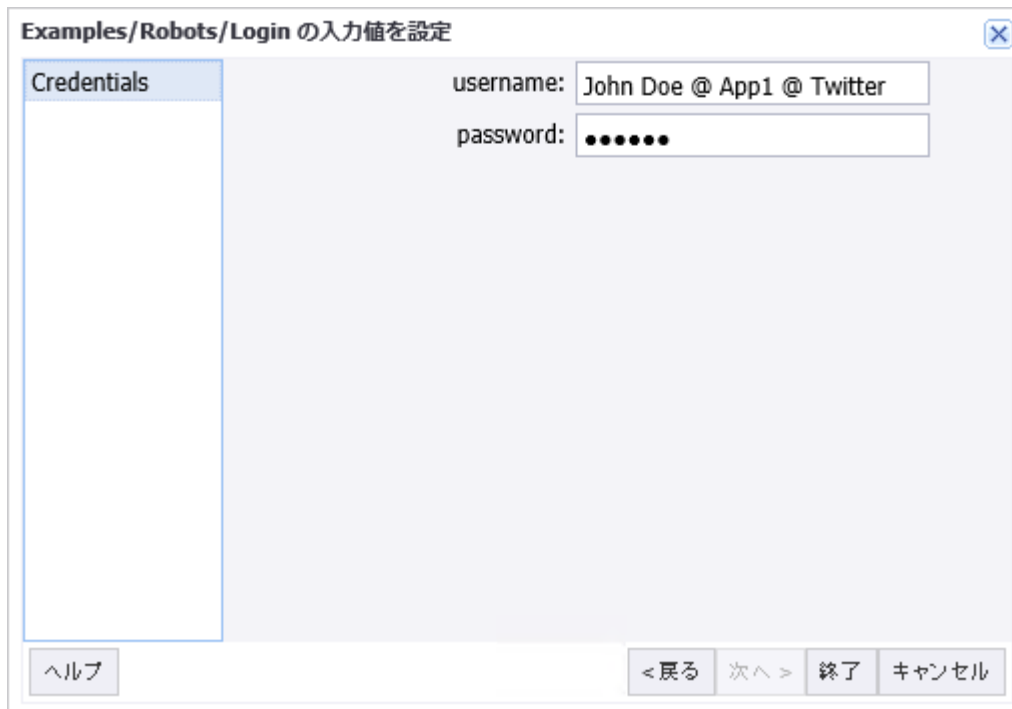 Examples/Robots/Login の入力値を設定
Credentials
username: John Doe @ App1 @ Twitter
password: ●●●●●●
ヘルプ <戻る 次へ > 終了 キャンセル